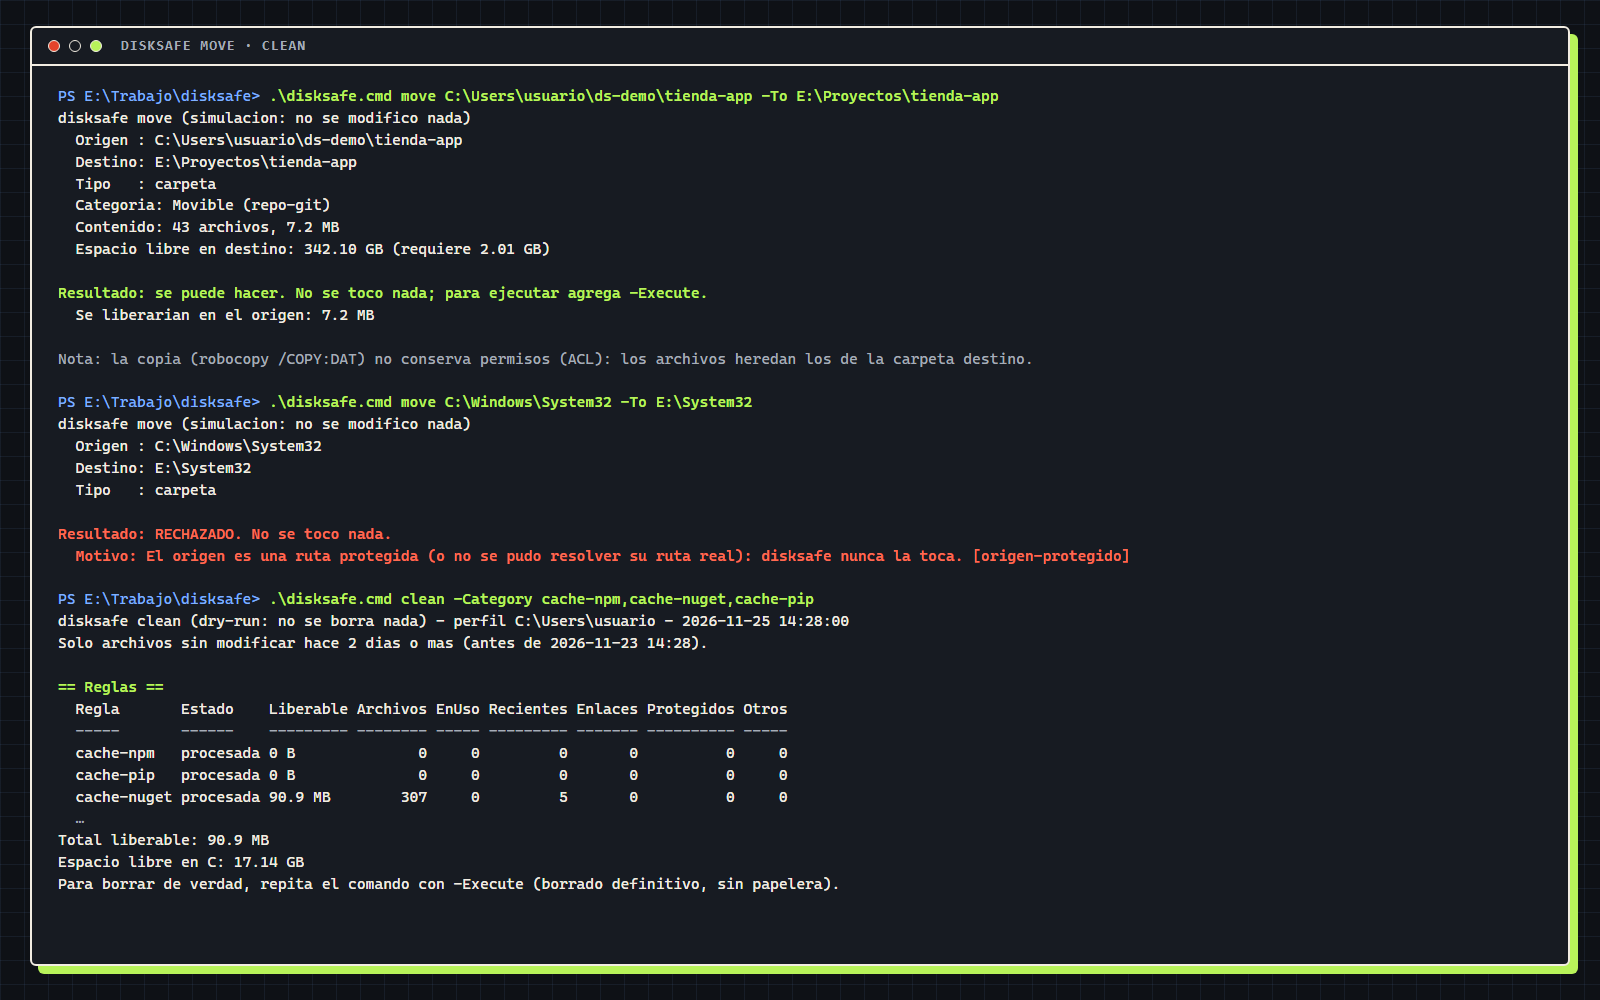 DISKSAFE MOVE · CLEAN
PS E:\Trabajo\disksafe> .\disksafe.cmd move C:\Users\usuario\ds-demo\tienda-app -To E:\Proyectos\tienda-app
disksafe move (simulacion: no se modifico nada)
  Origen : C:\Users\usuario\ds-demo\tienda-app
  Destino: E:\Proyectos\tienda-app
  Tipo   : carpeta
  Categoria: Movible (repo-git)
  Contenido: 43 archivos, 7.2 MB
  Espacio libre en destino: 342.10 GB (requiere 2.01 GB)
Resultado: se puede hacer. No se toco nada; para ejecutar agrega -Execute.
  Se liberarian en el origen: 7.2 MB
Nota: la copia (robocopy /COPY:DAT) no conserva permisos (ACL): los archivos heredan los de la carpeta destino.
PS E:\Trabajo\disksafe> .\disksafe.cmd move C:\Windows\System32 -To E:\System32
disksafe move (simulacion: no se modifico nada)
  Origen : C:\Windows\System32
  Destino: E:\System32
  Tipo   : carpeta
Resultado: RECHAZADO. No se toco nada.
  Motivo: El origen es una ruta protegida (o no se pudo resolver su ruta real): disksafe nunca la toca. [origen-protegido]
PS E:\Trabajo\disksafe> .\disksafe.cmd clean -Category cache-npm,cache-nuget,cache-pip
disksafe clean (dry-run: no se borra nada) - perfil C:\Users\usuario - 2026-11-25 14:28:00
Solo archivos sin modificar hace 2 dias o mas (antes de 2026-11-23 14:28).
== Reglas ==
  Regla       Estado    Liberable Archivos EnUso Recientes Enlaces Protegidos Otros
  -----       ------    --------- -------- ----- --------- ------- ---------- -----
  cache-npm   procesada 0 B              0     0         0       0          0     0
  cache-pip   procesada 0 B              0     0         0       0          0     0
  cache-nuget procesada 90.9 MB        307     0         5       0          0     0
  …
Total liberable: 90.9 MB
Espacio libre en C: 17.14 GB
Para borrar de verdad, repita el comando con -Execute (borrado definitivo, sin papelera).